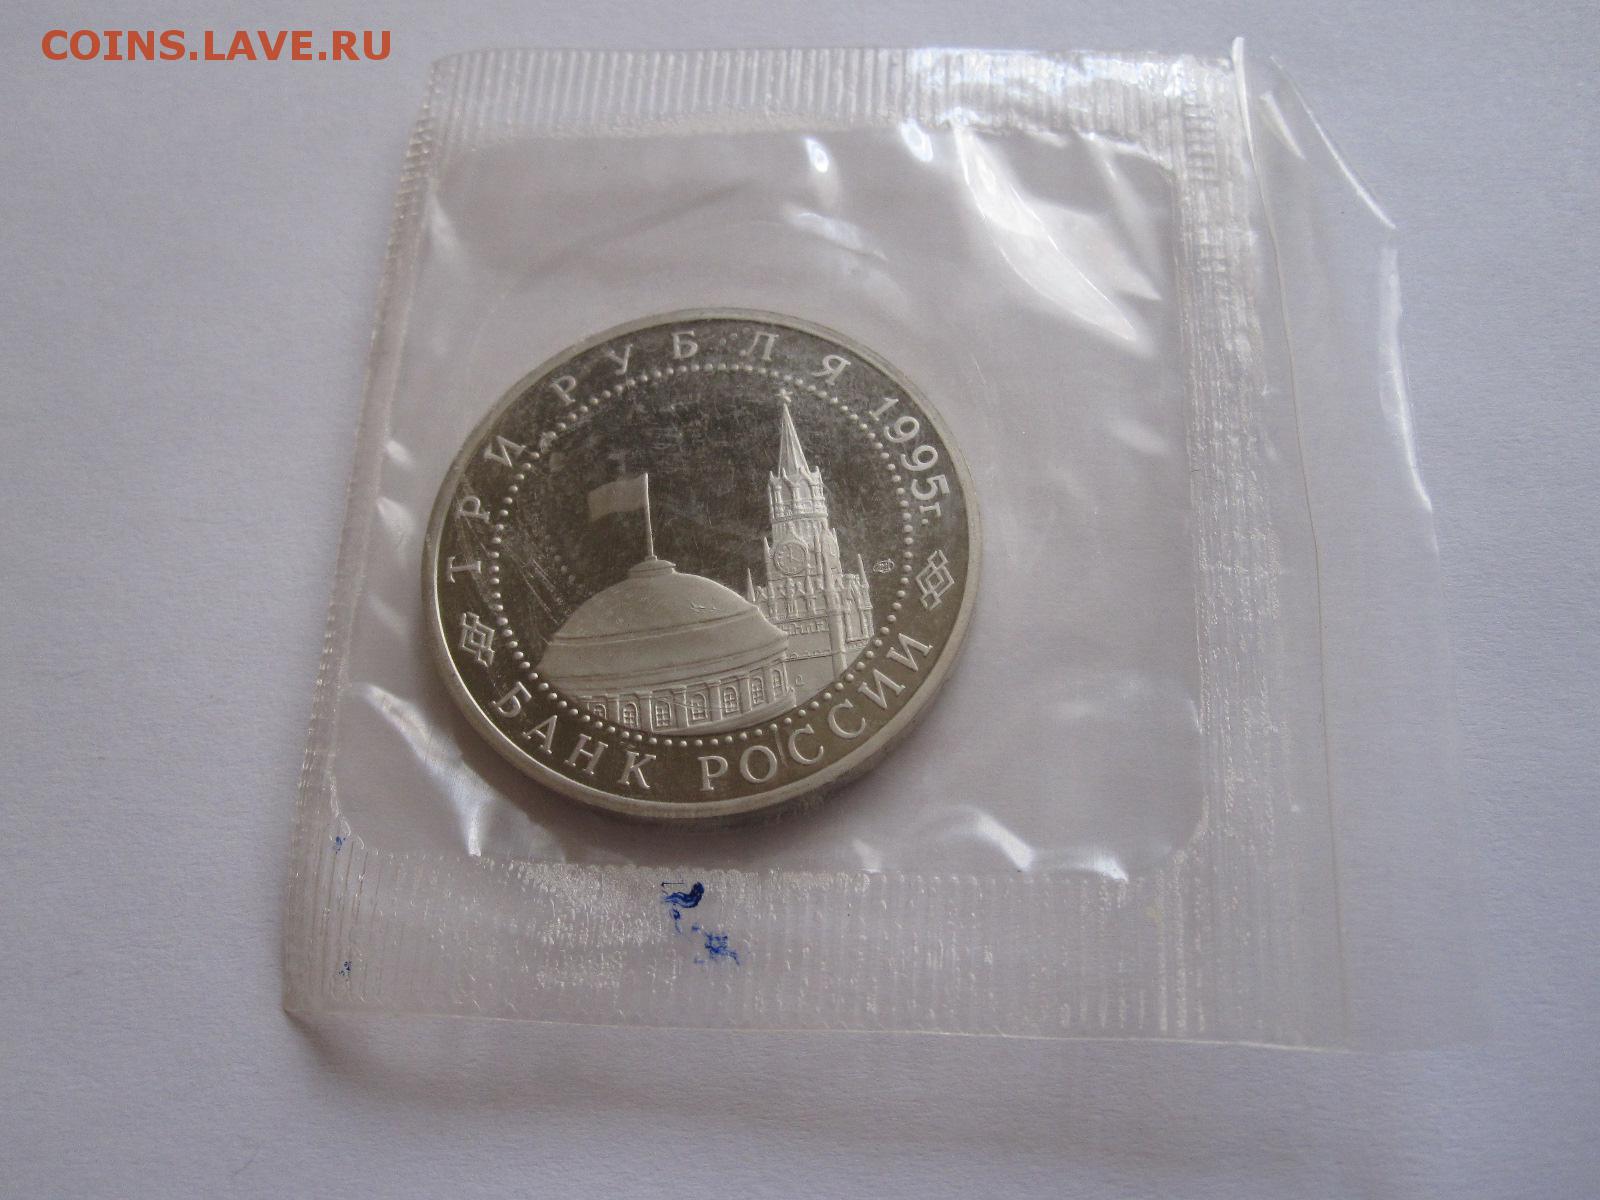 COINS.LAVE.RU
ТРИ РУБЛЯ 1995г.
БАНК РОССИИ